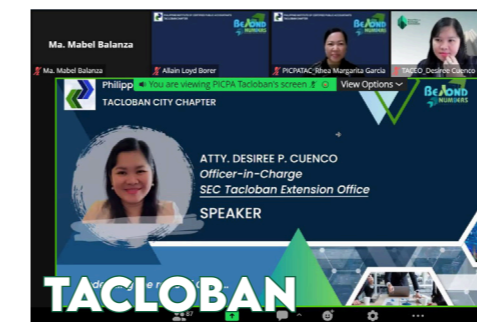 BEYOND
NUMBERS
BEYOND
NUMBERS
Ma. Mabel Balanza
Ma. Mabel Balanza
Allain Loyd Borer
PICPATAC_Rhea Margarita Garcia
TACEO_Desiree Cuenco
Philipp
You are viewing PICPA Tacloban's screen
View Options
TACLOBAN CITY CHAPTER
BEYOND
NUMBERS
ATTY. DESIREE P. CUENCO
Officer-in-Charge
SEC Tacloban Extension Office
SPEAKER
TACLOBAN
87